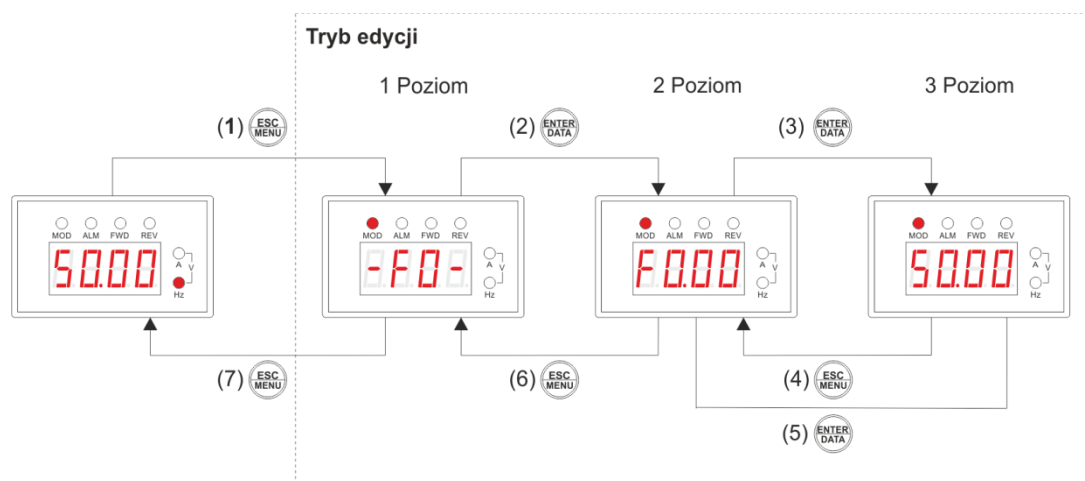 Tryb edycji
1 Poziom
2 Poziom
3 Poziom
(1) ESC MENU
(2) ENTER DATA
(3) ENTER DATA
MOD ALM FWD REV
50.00
A
V
Hz
MOD ALM FWD REV
-F0-
A
V
Hz
MOD ALM FWD REV
F0.00
A
V
Hz
MOD ALM FWD REV
50.00
A
V
Hz
(7) ESC MENU
(6) ESC MENU
(4) ESC MENU
(5) ENTER DATA